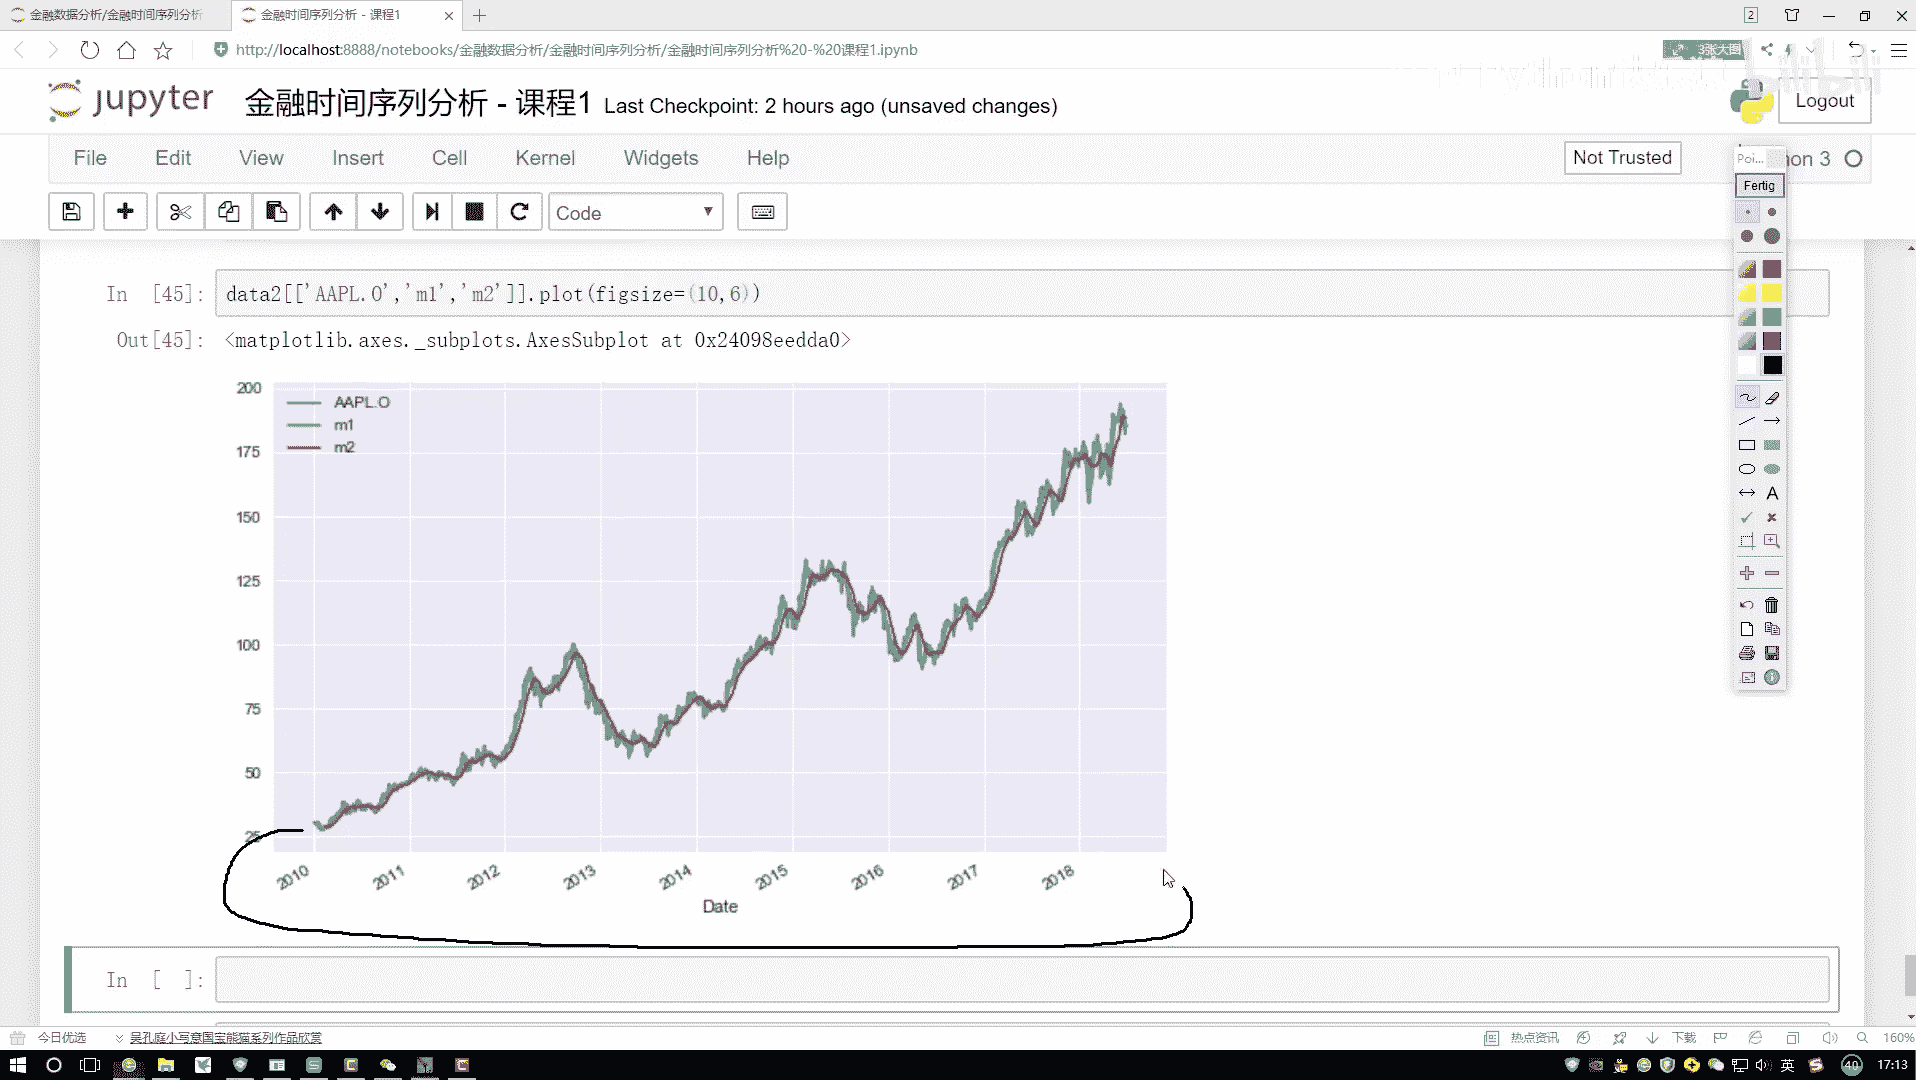 金融数据分析/金融时间序列分析
金融时间序列分析 - 课程1
2
http://localhost:8888/notebooks/金融数据分析/金融时间序列分析/金融时间序列分析%20-%20课程1.ipynb
3张大图
bilibili
jupyter
金融时间序列分析 - 课程1 Last Checkpoint: 2 hours ago (unsaved changes)
Logout
File Edit View Insert Cell Kernel Widgets Help
Not Trusted
Poi...
on 3
Fertig
Code
A
In [45]: data2[['AAPL.O','m1','m2']].plot(figsize=(10,6))
Out[45]: <matplotlib.axes._subplots.AxesSubplot at 0x24098eedda0>
AAPL.O
m1
m2
200
175
150
125
100
75
50
25
2010 2011 2012 2013 2014 2015 2016 2017 2018
Date
In [ ]:
今日优选
吴孔庭小写意国宝能猫系列作品欣赏
热点资讯
下载
160%
英
40
17:13